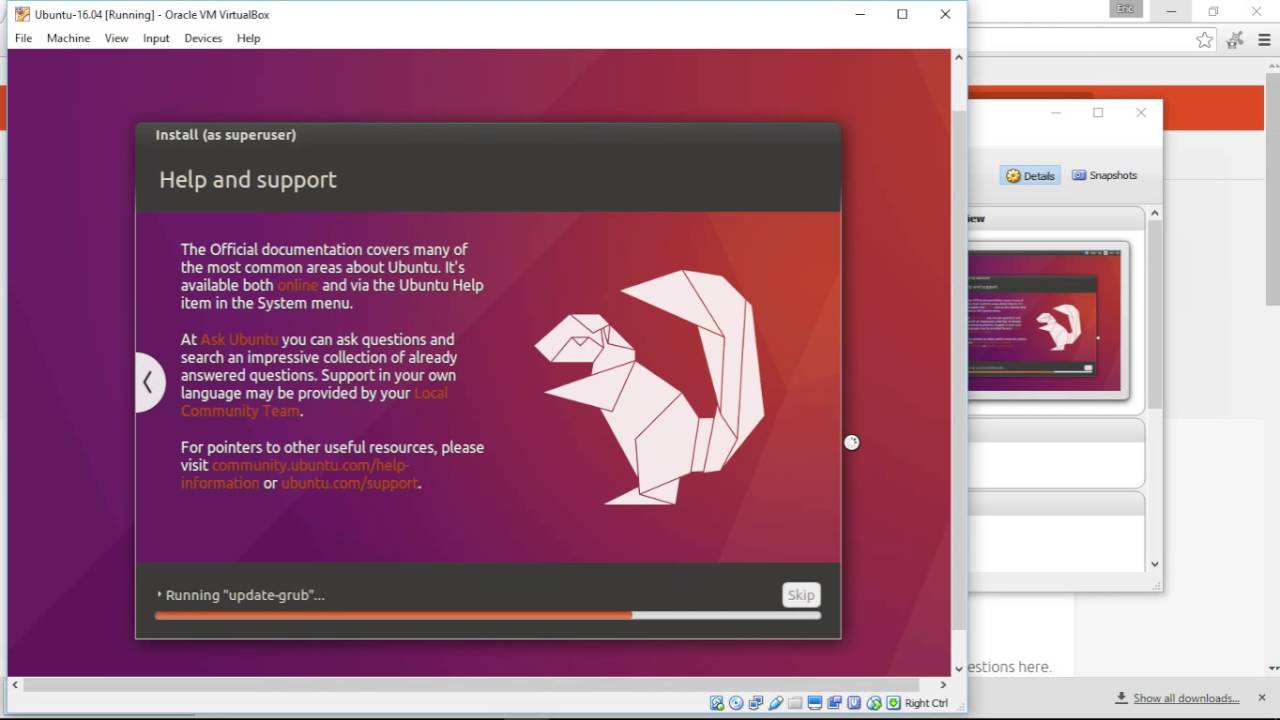 Ubuntu-16.04 [Running] - Oracle VM VirtualBox
Eric
File Machine View Input Devices Help
Install (as superuser)
Help and support
Details Snapshots
The Official documentation covers many of
the most common areas about Ubuntu. It's
available both online and via the Ubuntu Help
item in the System menu.
At Ask Ubuntu you can ask questions and
search an impressive collection of already
answered questions. Support in your own
language may be provided by your Local
Community Team.
For pointers to other useful resources, please
visit community.ubuntu.com/help-
information or ubuntu.com/support.
Running "update-grub"...
Skip
estions here.
Right Ctrl
Show all downloads...